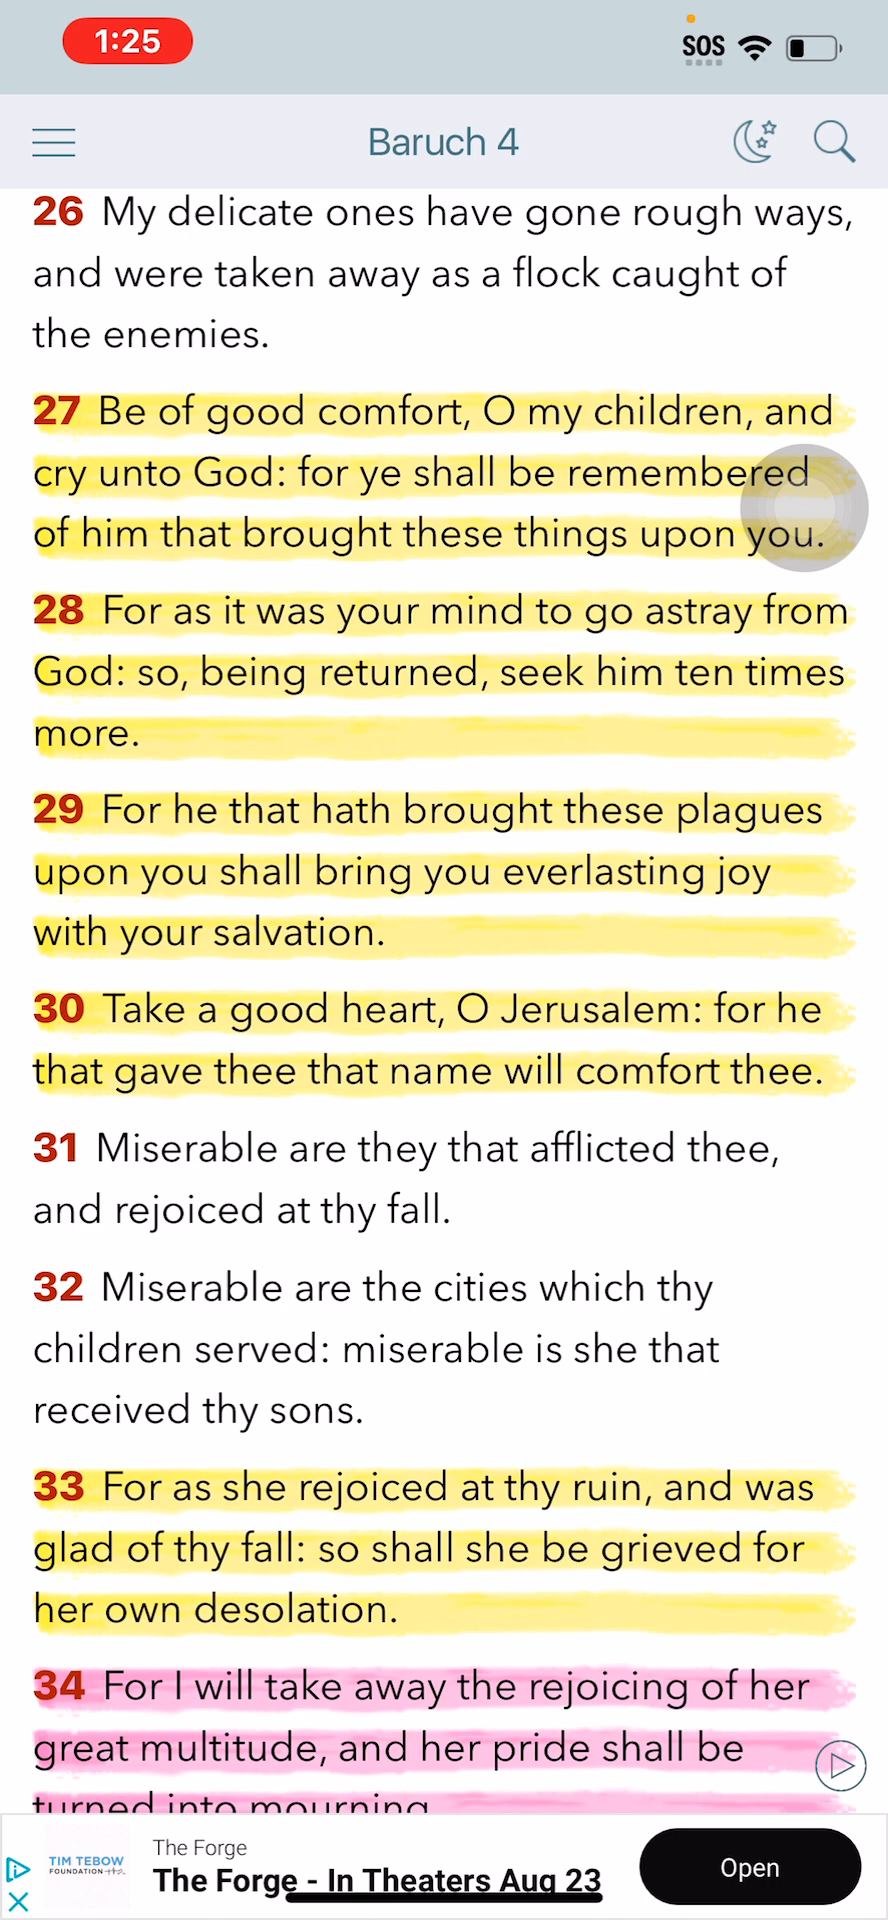 1:25
SOS
Baruch 4
26 My delicate ones have gone rough ways,
and were taken away as a flock caught of
the enemies.
27 Be of good comfort, O my children, and
cry unto God: for ye shall be remembered
of him that brought these things upon you.
28 For as it was your mind to go astray from
God: so, being returned, seek him ten times
more.
29 For he that hath brought these plagues
upon you shall bring you everlasting joy
with your salvation.
30 Take a good heart, O Jerusalem: for he
that gave thee that name will comfort thee.
31 Miserable are they that afflicted thee,
and rejoiced at thy fall.
32 Miserable are the cities which thy
children served: miserable is she that
received thy sons.
33 For as she rejoiced at thy ruin, and was
glad of thy fall: so shall she be grieved for
her own desolation.
34 For I will take away the rejoicing of her
great multitude, and her pride shall be
turned into mourning.
TIM TEBOW
FOUNDATION
The Forge
The Forge - In Theaters Aug 23
Open